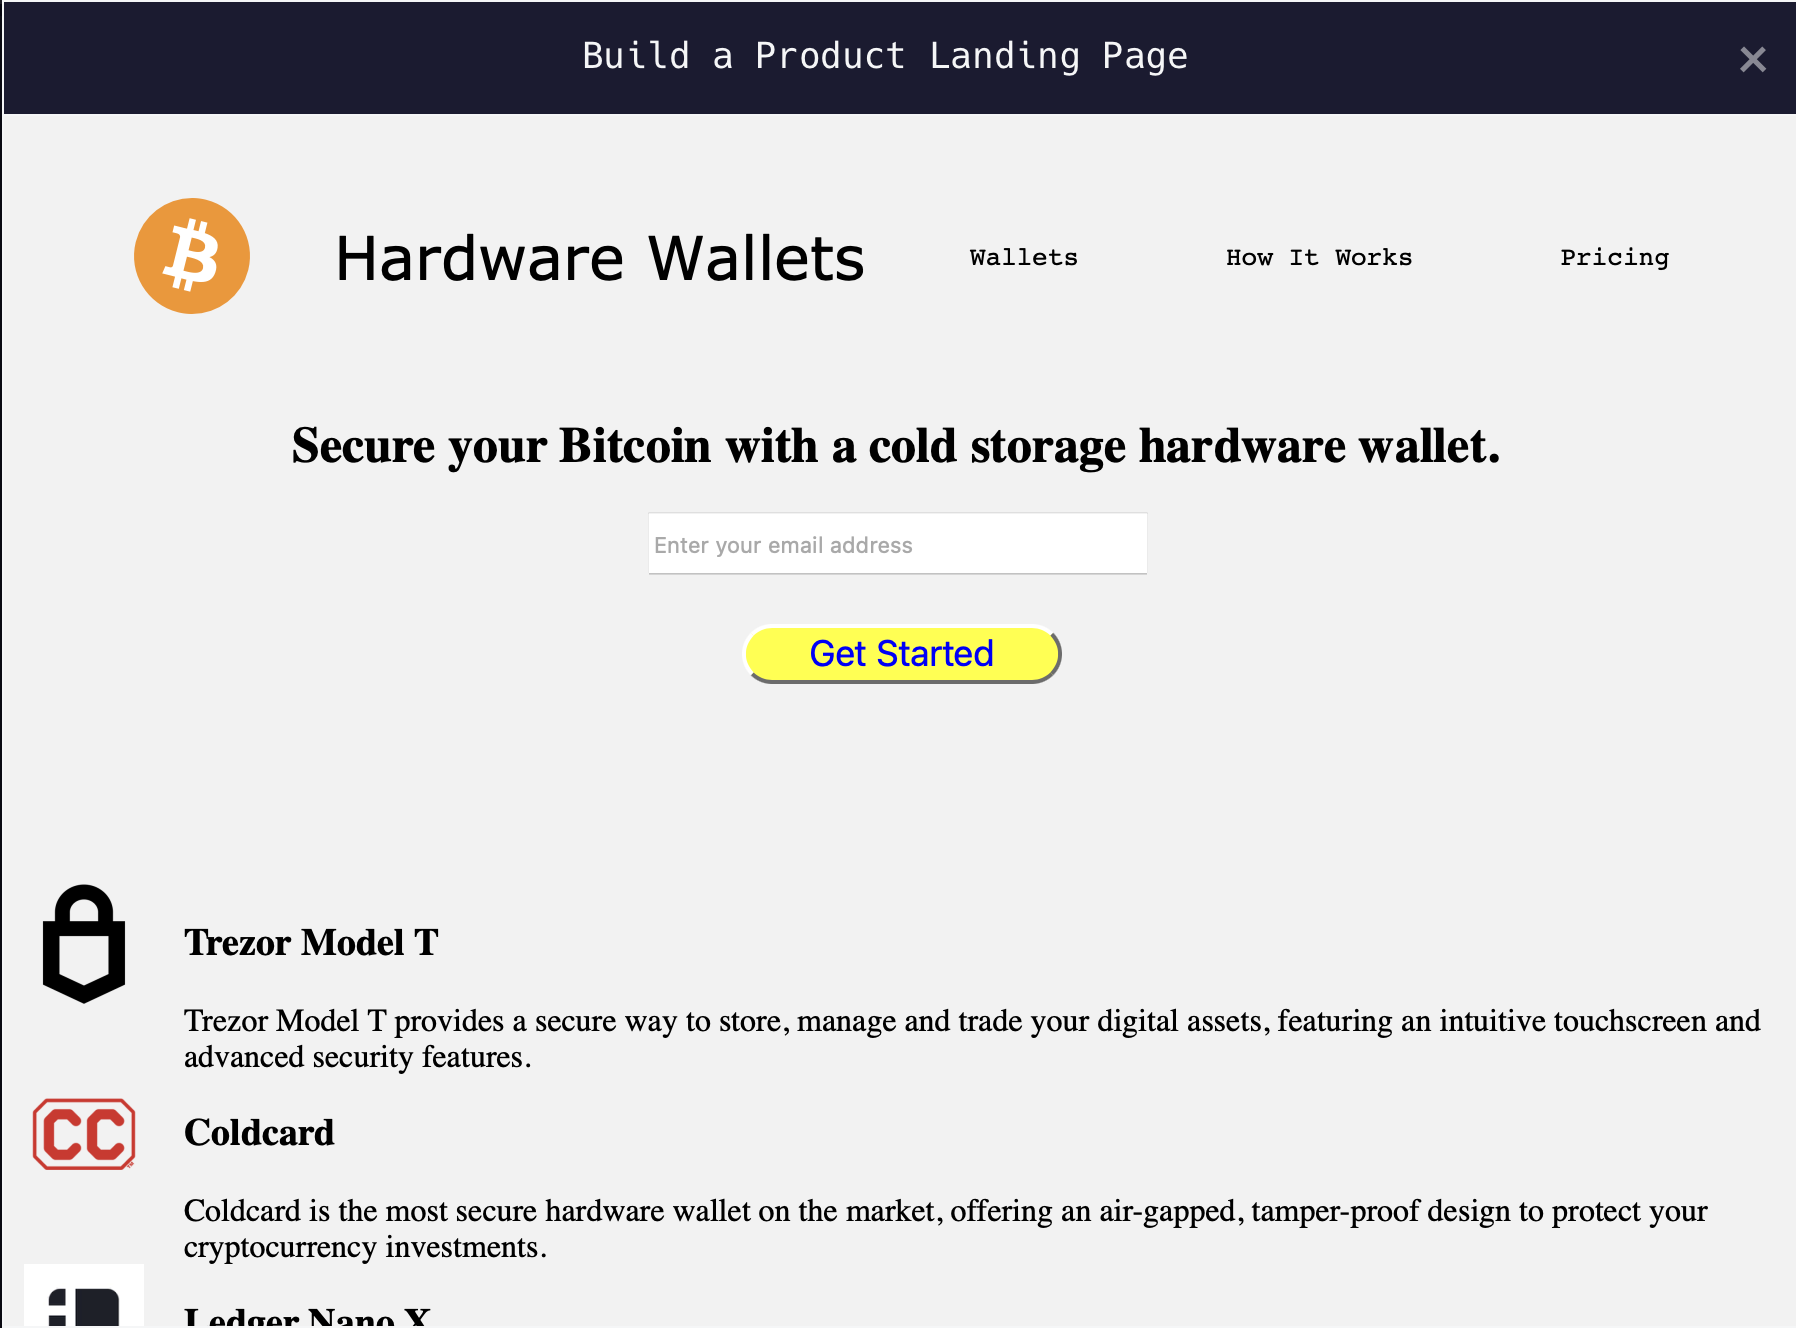 Build a Product Landing Page
Hardware Wallets
Wallets
How It Works
Pricing
Secure your Bitcoin with a cold storage hardware wallet.
Enter your email address
Get Started
Trezor Model T
Trezor Model T provides a secure way to store, manage and trade your digital assets, featuring an intuitive touchscreen and
advanced security features.
CC
Coldcard
Coldcard is the most secure hardware wallet on the market, offering an air-gapped, tamper-proof design to protect your
cryptocurrency investments.
Ledger Nano X